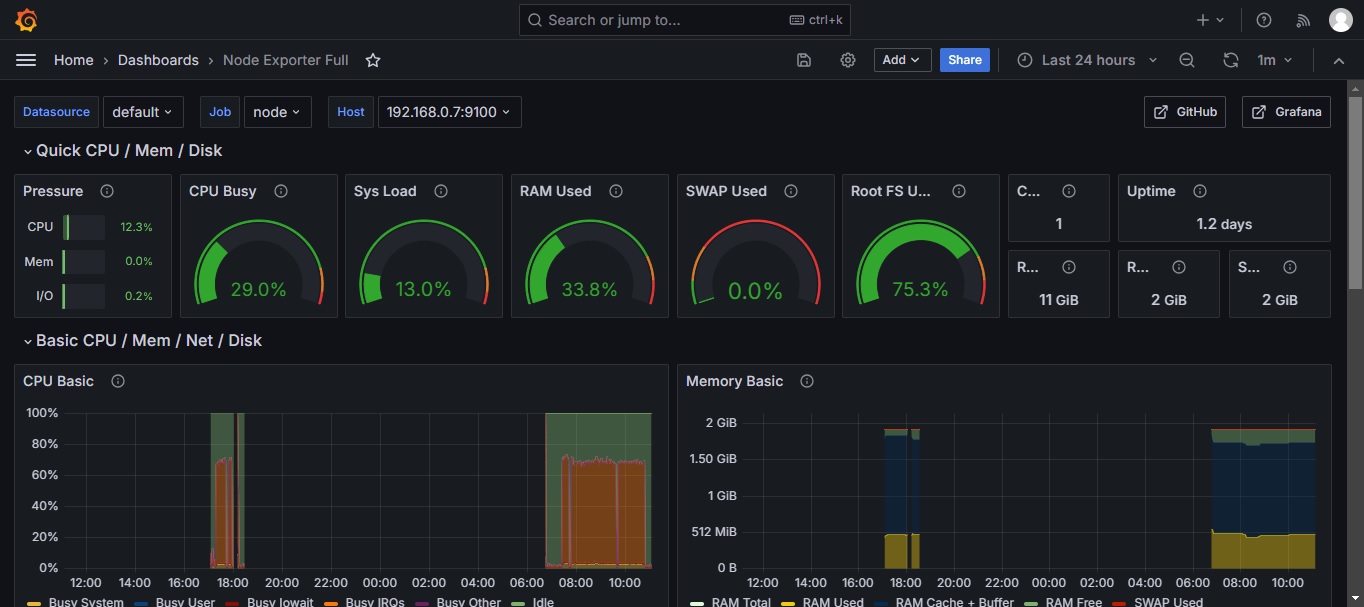 Search or jump to... ctrl+k
Home › Dashboards › Node Exporter Full Add Share Last 24 hours 1m
Datasource default Job node Host 192.168.0.7:9100 GitHub Grafana
Quick CPU / Mem / Disk
Pressure CPU Busy Sys Load RAM Used SWAP Used Root FS U... C... Uptime
CPU 12.3%
Mem 0.0%
I/O 0.2%
29.0% 13.0% 33.8% 0.0% 75.3%
1 1.2 days
R... R... S...
11 GiB 2 GiB 2 GiB
Basic CPU / Mem / Net / Disk
CPU Basic
100%
80%
60%
40%
20%
0%
12:00 14:00 16:00 18:00 20:00 22:00 00:00 02:00 04:00 06:00 08:00 10:00
Busy System Busy User Busy Iowait Busy IRQs Busy Other Idle
Memory Basic
2 GiB
1.50 GiB
1 GiB
512 MiB
0 B
12:00 14:00 16:00 18:00 20:00 22:00 00:00 02:00 04:00 06:00 08:00 10:00
RAM Total RAM Used RAM Cache + Buffer RAM Free SWAP Used